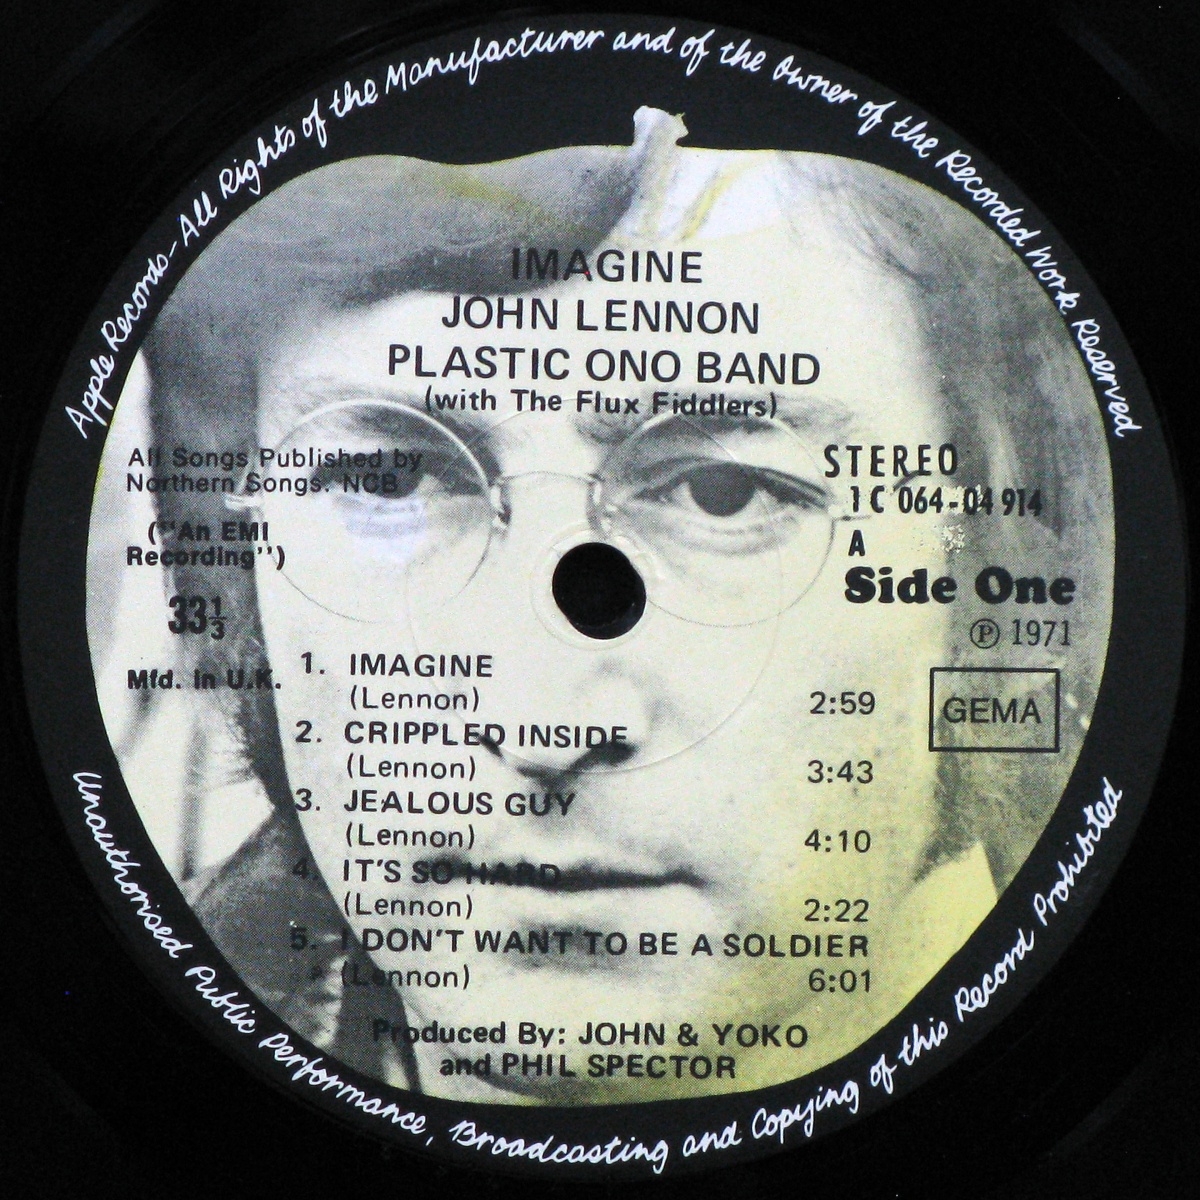 Apple Records-All Rights of the Manufacturer and of the Owner of the Recorded Work Reserved
IMAGINE
JOHN LENNON
PLASTIC ONO BAND
(with The Flux Fiddlers)
All Songs Published by
Northern Songs. NCB
("An EMI
Recording")
33⅓
Mfd. In U.K.
STEREO
1C 064-04 914
A
Side One
℗ 1971
GEMA
1. IMAGINE
(Lennon) 2:59
2. CRIPPLED INSIDE
(Lennon) 3:43
3. JEALOUS GUY
(Lennon) 4:10
4. IT'S SO HARD
(Lennon) 2:22
5. I DON'T WANT TO BE A SOLDIER
(Lennon) 6:01
Produced By: JOHN & YOKO
and PHIL SPECTOR
Unauthorised Public Performance, Broadcasting and Copying of this Record Prohibited